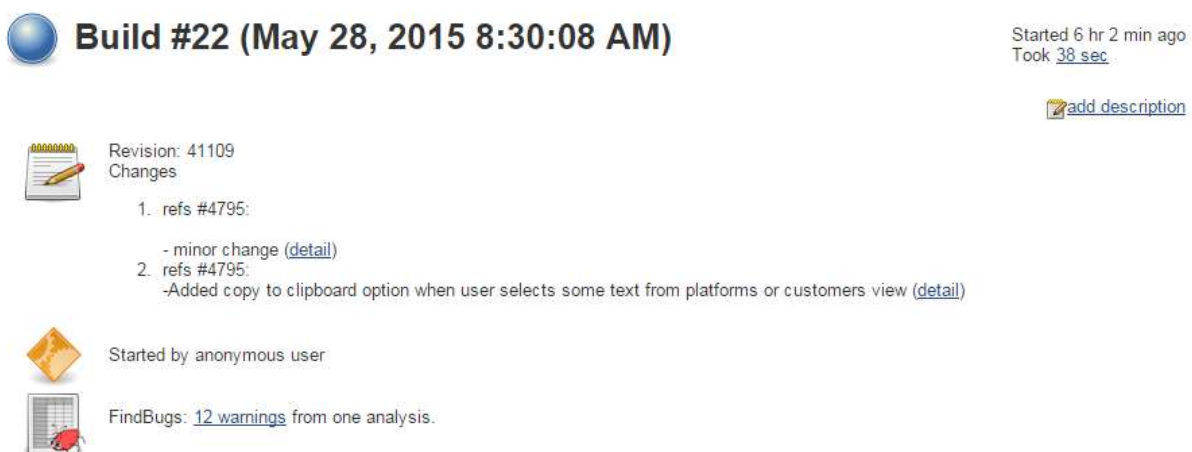 Build #22 (May 28, 2015 8:30:08 AM)
Started 6 hr 2 min ago
Took 38 sec
add description
Revision: 41109
Changes
1. refs #4795:
- minor change (detail)
2. refs #4795:
-Added copy to clipboard option when user selects some text from platforms or customers view (detail)
Started by anonymous user
FindBugs: 12 warnings from one analysis.